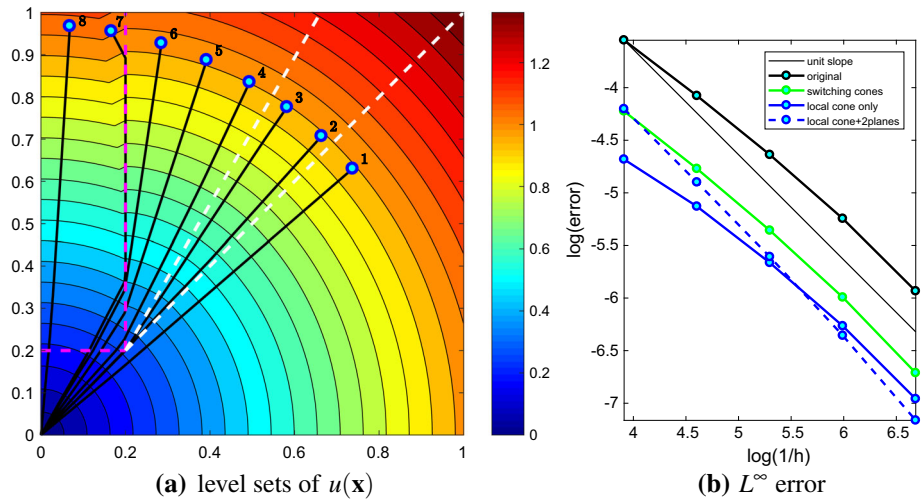 1
0.9
0.8
0.7
0.6
0.5
0.4
0.3
0.2
0.1
0
0 0.2 0.4 0.6 0.8 1
8 7 6 5 4 3 2 1
1.2
1
0.8
0.6
0.4
0.2
0
(a) level sets of u(x)
log(error)
-4
-4.5
-5
-5.5
-6
-6.5
-7
4 4.5 5 5.5 6 6.5
log(1/h)
unit slope
original
switching cones
local cone only
local cone+2planes
(b) L∞ error